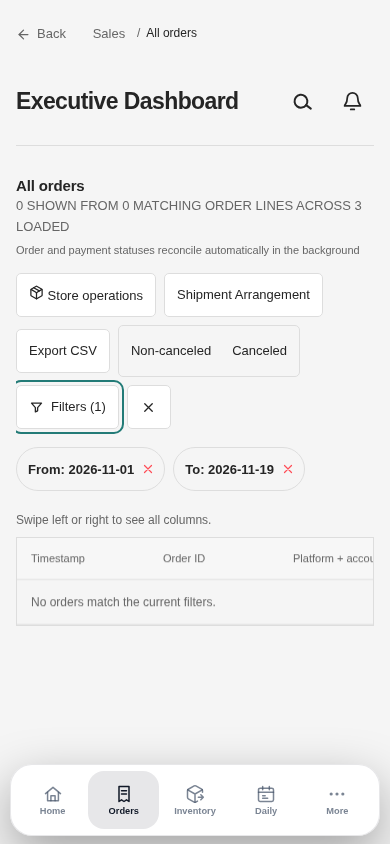 Back Sales / All orders
Executive Dashboard
All orders
0 SHOWN FROM 0 MATCHING ORDER LINES ACROSS 3
LOADED
Order and payment statuses reconcile automatically in the background
Store operations Shipment Arrangement
Export CSV Non-canceled Canceled
Filters (1)
From: 2026-11-01 To: 2026-11-19
Swipe left or right to see all columns.
Timestamp Order ID Platform + accou
No orders match the current filters.
Home Orders Inventory Daily More